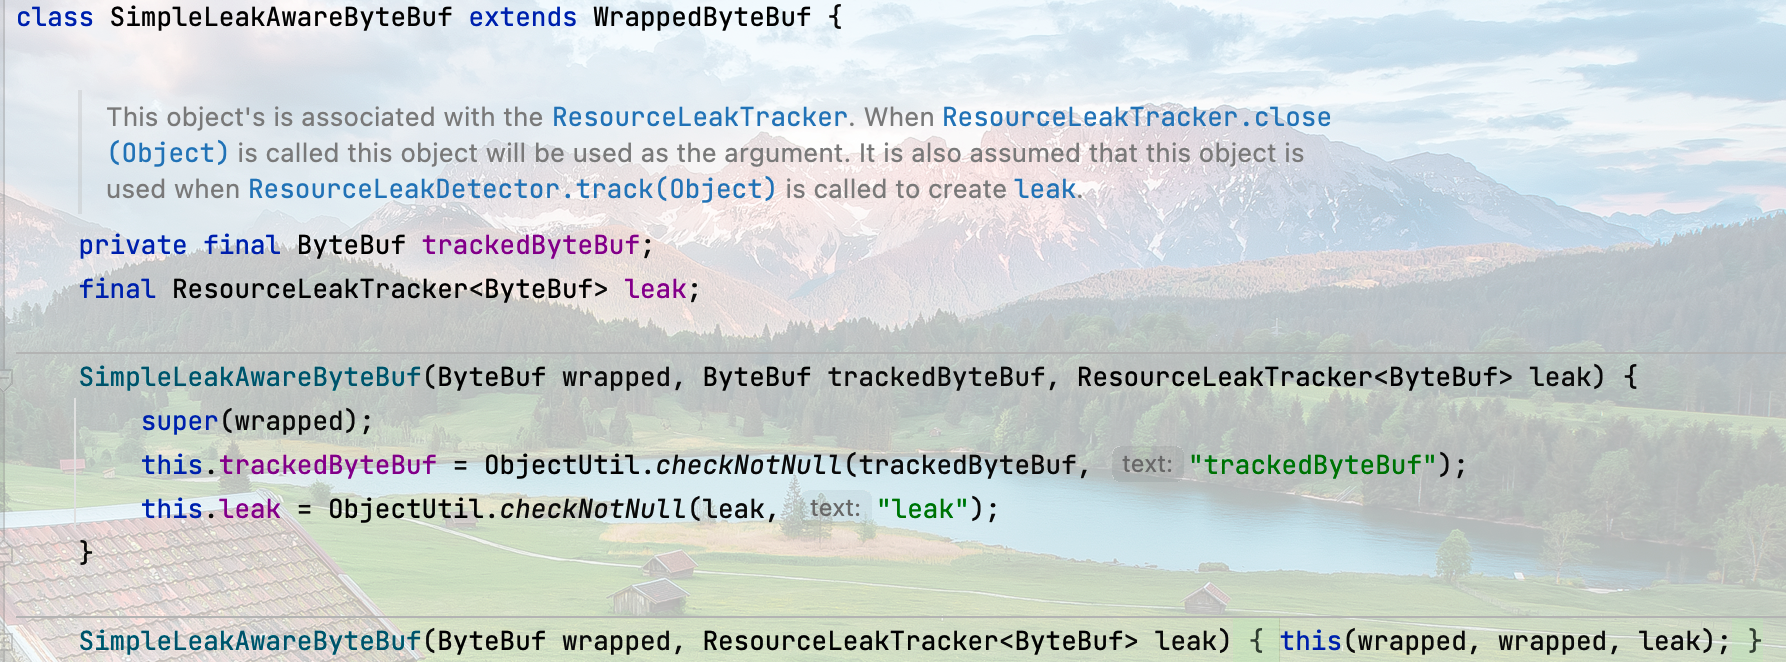 class SimpleLeakAwareByteBuf extends WrappedByteBuf {
This object's is associated with the ResourceLeakTracker. When ResourceLeakTracker.close
(Object) is called this object will be used as the argument. It is also assumed that this object is
used when ResourceLeakDetector.track(Object) is called to create leak.
private final ByteBuf trackedByteBuf;
final ResourceLeakTracker<ByteBuf> leak;
SimpleLeakAwareByteBuf(ByteBuf wrapped, ByteBuf trackedByteBuf, ResourceLeakTracker<ByteBuf> leak) {
super(wrapped);
this.trackedByteBuf = ObjectUtil.checkNotNull(trackedByteBuf, text: "trackedByteBuf");
this.leak = ObjectUtil.checkNotNull(leak, text: "leak");
}
SimpleLeakAwareByteBuf(ByteBuf wrapped, ResourceLeakTracker<ByteBuf> leak) { this(wrapped, wrapped, leak); }